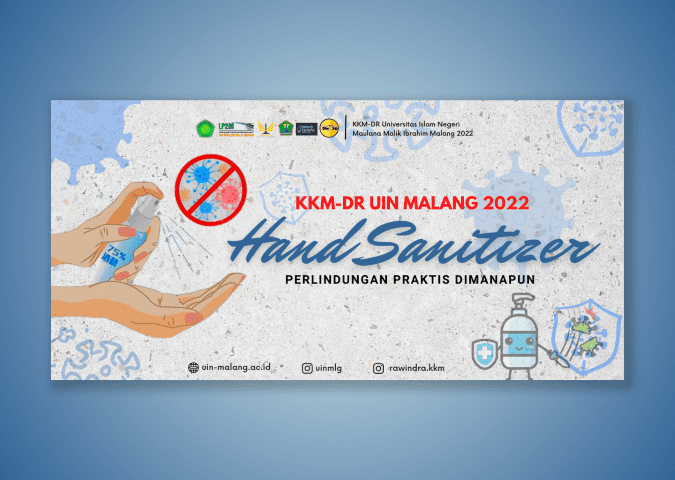 LP2M
KKM-DR Universitas Islam Negeri
Maulana Malik Ibrahim Malang 2022
KKM-DR UIN MALANG 2022
Hand Sanitizer
PERLINDUNGAN PRAKTIS DIMANAPUN
75%
uin-malang.ac.id
uinmlg
rawindra.kkm